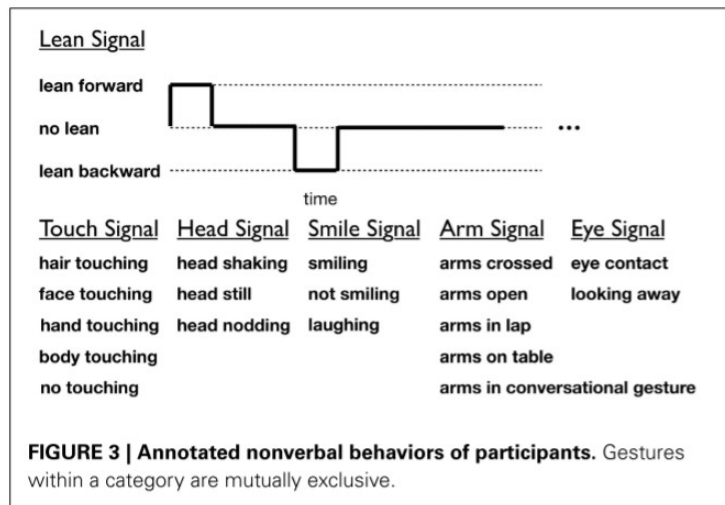 Lean Signal
lean forward
no lean
lean backward
...
time
Touch Signal Head Signal Smile Signal Arm Signal Eye Signal
hair touching head shaking smiling arms crossed eye contact
face touching head still not smiling arms open looking away
hand touching head nodding laughing arms in lap
body touching arms on table
no touching arms in conversational gesture
FIGURE 3 | Annotated nonverbal behaviors of participants. Gestures
within a category are mutually exclusive.